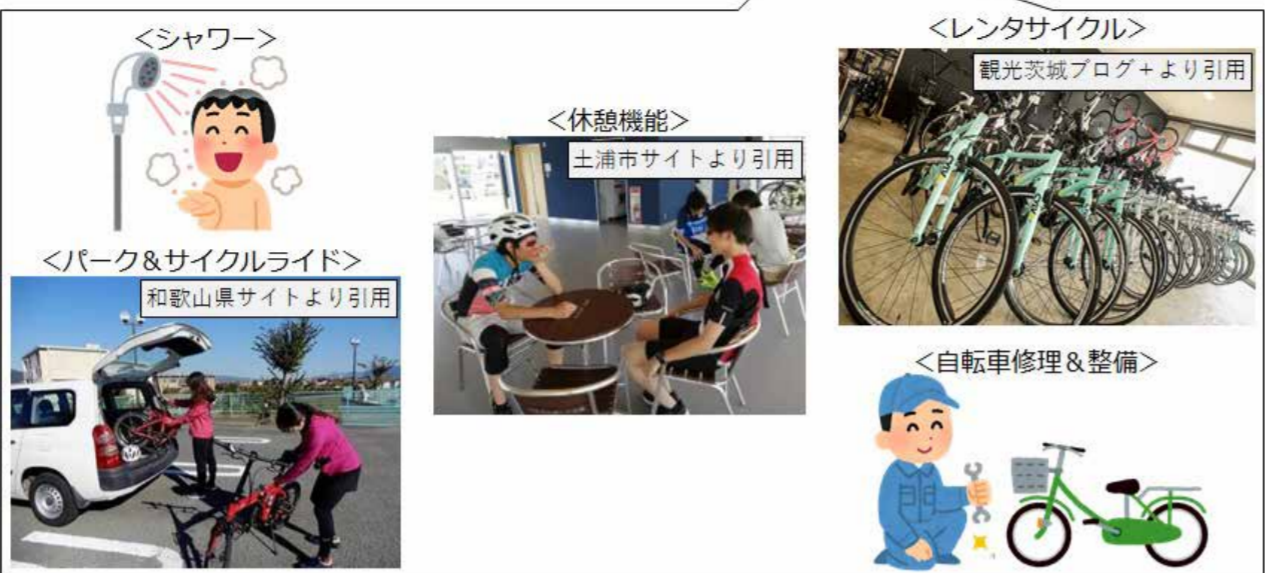 ＜シャワー＞
＜パーク＆サイクルライド＞
和歌山県サイトより引用
＜休憩機能＞
土浦市サイトより引用
＜レンタサイクル＞
観光茨城ブログ＋より引用
＜自転車修理＆整備＞